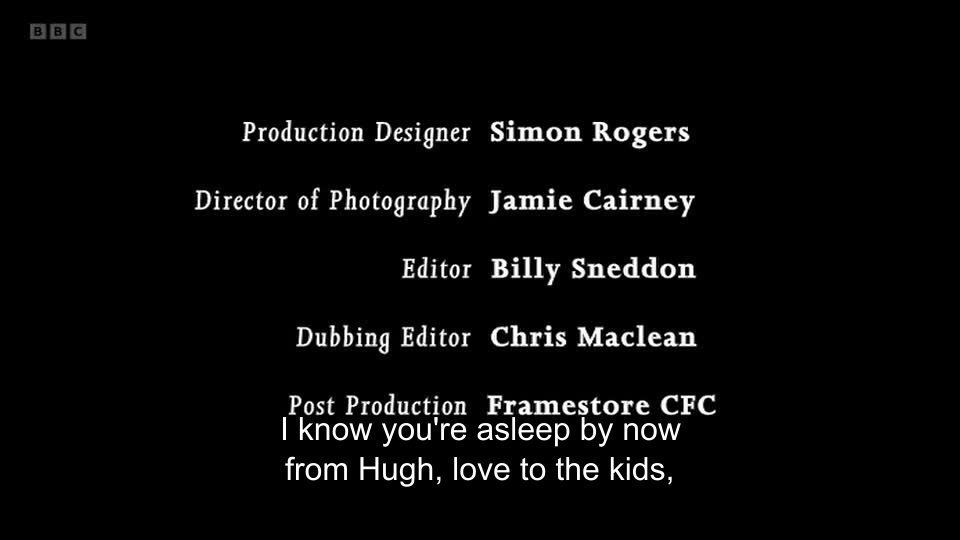 BBC
Production Designer Simon Rogers
Director of Photography Jamie Cairney
Editor Billy Sneddon
Dubbing Editor Chris Maclean
Post Production Framestore CFC
I know you're asleep by now
from Hugh, love to the kids,